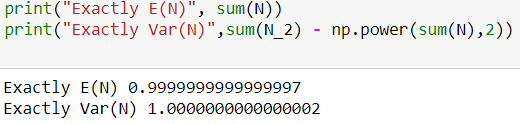 print("Exactly E(N)", sum(N))
print("Exactly Var(N)",sum(N_2) - np.power(sum(N),2))
Exactly E(N) 0.9999999999999997
Exactly Var(N) 1.0000000000000002